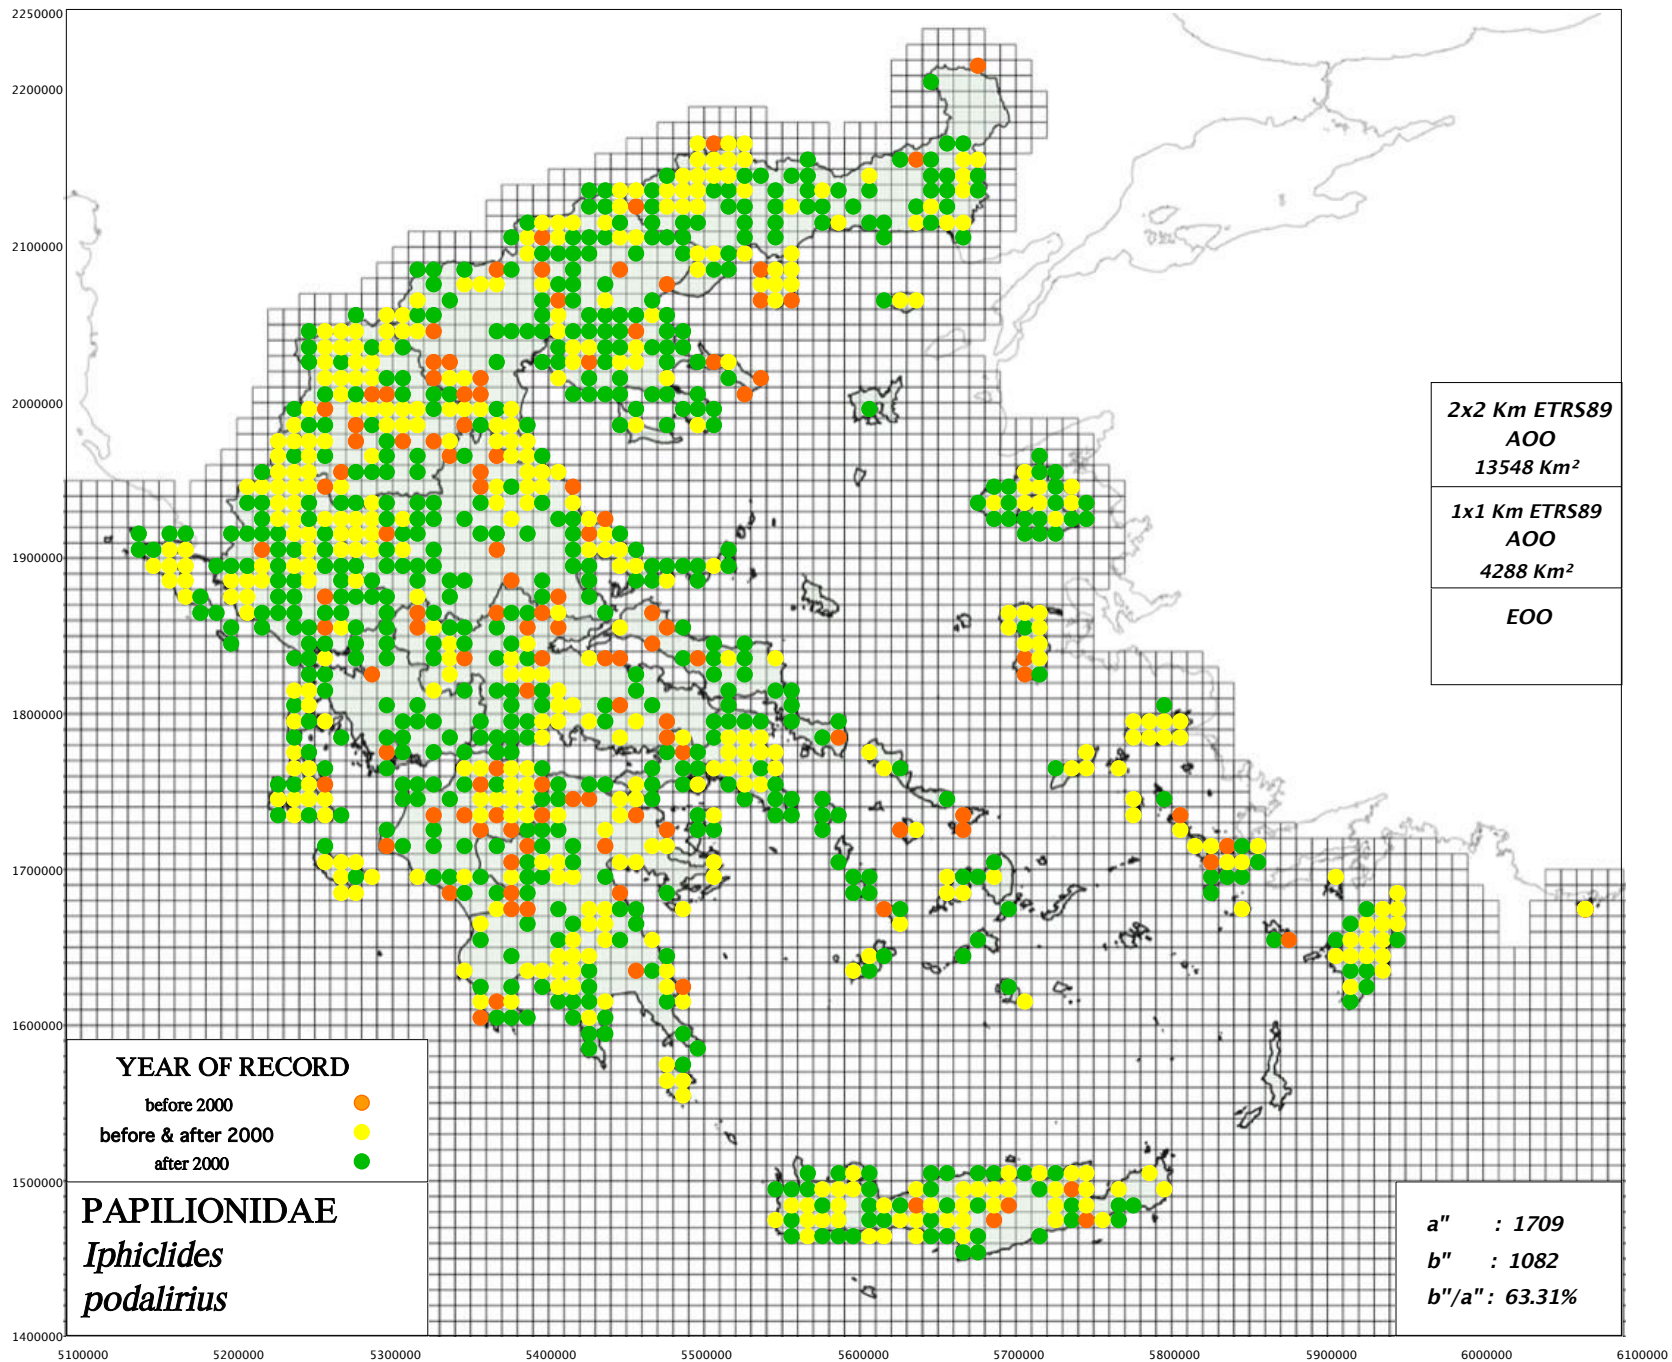 2250000
2200000
2100000
2000000
1900000
1800000
1700000
1600000
1500000
1400000
2x2 Km ETRS89
AOO
13548 Km²
1x1 Km ETRS89
AOO
4288 Km²
EOO
YEAR OF RECORD
before 2000
before & after 2000
after 2000
PAPILIONIDAE
Iphiclides
podalirius
a" : 1709
b" : 1082
b"/a" : 63.31%
5100000 5200000 5300000 5400000 5500000 5600000 5700000 5800000 5900000 6000000 6100000